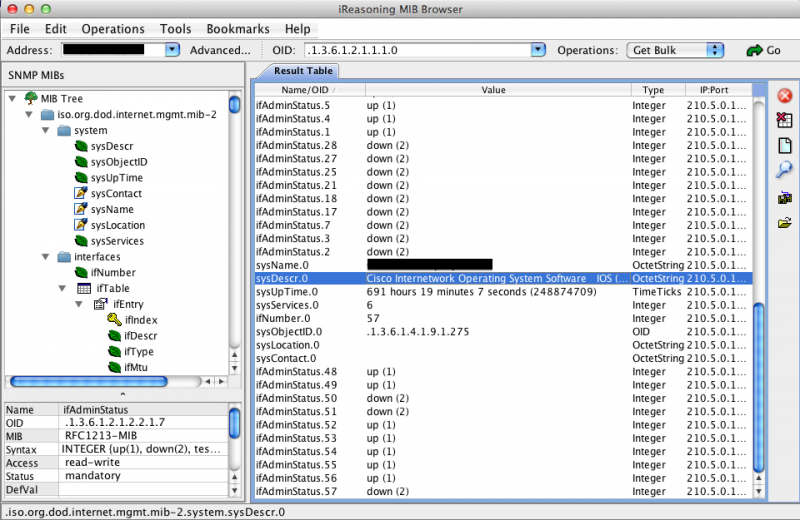 iReasoning MIB Browser
File Edit Operations Tools Bookmarks Help
Address: Advanced... OID: .1.3.6.1.2.1.1.1.0 Operations: Get Bulk Go
SNMP MIBs
MIB Tree
iso.org.dod.internet.mgmt.mib-2
system
sysDescr
sysObjectID
sysUpTime
sysContact
sysName
sysLocation
sysServices
interfaces
ifNumber
ifTable
ifEntry
ifIndex
ifDescr
ifType
ifMtu
Name ifAdminStatus
OID .1.3.6.1.2.1.2.2.1.7
MIB RFC1213-MIB
Syntax INTEGER {up(1), down(2), tes...
Access read-write
Status mandatory
DefVal
Result Table
Name/OID Value Type IP:Port
ifAdminStatus.5 up (1) Integer 210.5.0.1...
ifAdminStatus.4 up (1) Integer 210.5.0.1...
ifAdminStatus.1 up (1) Integer 210.5.0.1...
ifAdminStatus.28 down (2) Integer 210.5.0.1...
ifAdminStatus.27 down (2) Integer 210.5.0.1...
ifAdminStatus.25 down (2) Integer 210.5.0.1...
ifAdminStatus.21 down (2) Integer 210.5.0.1...
ifAdminStatus.18 down (2) Integer 210.5.0.1...
ifAdminStatus.17 down (2) Integer 210.5.0.1...
ifAdminStatus.7 down (2) Integer 210.5.0.1...
ifAdminStatus.3 down (2) Integer 210.5.0.1...
ifAdminStatus.2 down (2) Integer 210.5.0.1...
sysName.0 OctetString 210.5.0.1...
sysDescr.0 Cisco Internetwork Operating System Software IOS (... OctetString 210.5.0.1...
sysUpTime.0 691 hours 19 minutes 7 seconds (248874709) TimeTicks 210.5.0.1...
sysServices.0 6 Integer 210.5.0.1...
ifNumber.0 57 Integer 210.5.0.1...
sysObjectID.0 .1.3.6.1.4.1.9.1.275 OID 210.5.0.1...
sysLocation.0 OctetString 210.5.0.1...
sysContact.0 OctetString 210.5.0.1...
ifAdminStatus.48 up (1) Integer 210.5.0.1...
ifAdminStatus.49 up (1) Integer 210.5.0.1...
ifAdminStatus.50 down (2) Integer 210.5.0.1...
ifAdminStatus.51 down (2) Integer 210.5.0.1...
ifAdminStatus.52 up (1) Integer 210.5.0.1...
ifAdminStatus.53 up (1) Integer 210.5.0.1...
ifAdminStatus.54 up (1) Integer 210.5.0.1...
ifAdminStatus.55 up (1) Integer 210.5.0.1...
ifAdminStatus.56 up (1) Integer 210.5.0.1...
ifAdminStatus.57 down (2) Integer 210.5.0.1...
.iso.org.dod.internet.mgmt.mib-2.system.sysDescr.0